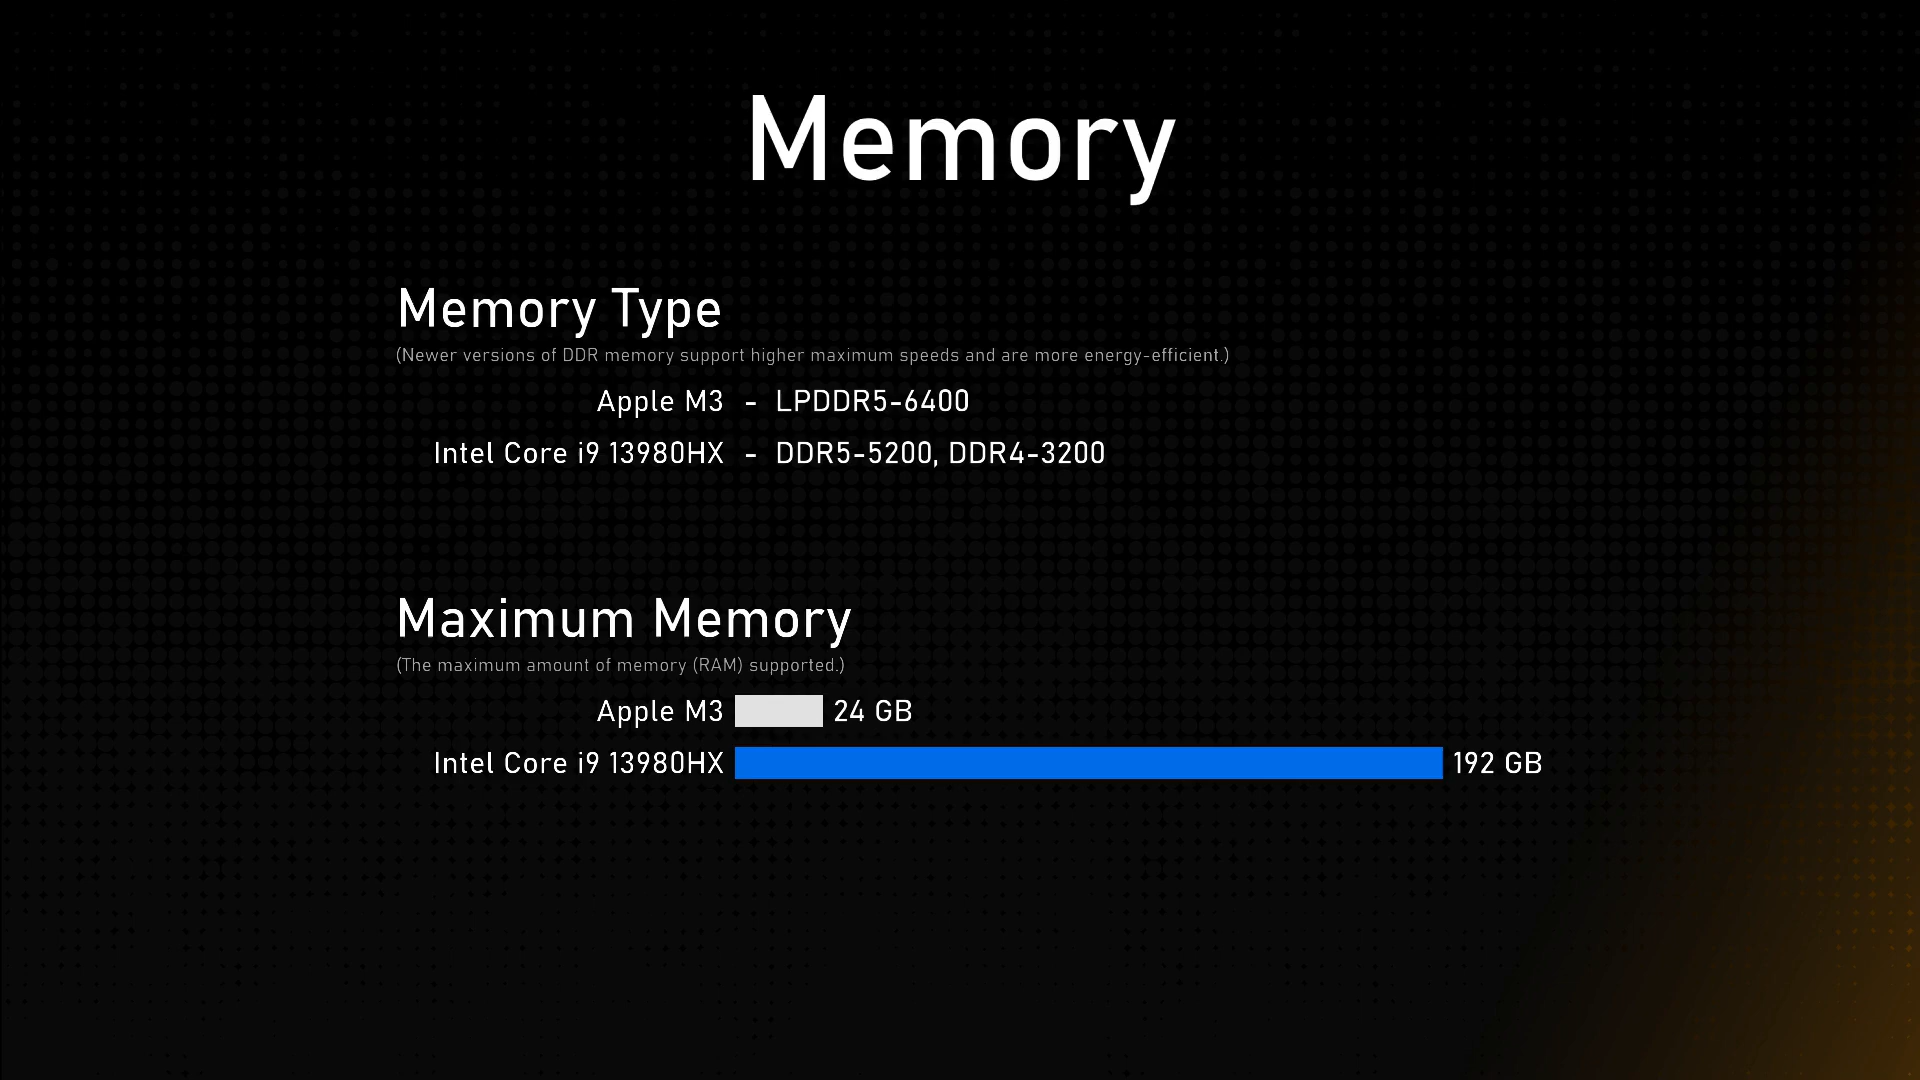 Memory
Memory Type
(Newer versions of DDR memory support higher maximum speeds and are more energy-efficient.)
Apple M3 - LPDDR5-6400
Intel Core i9 13980HX - DDR5-5200, DDR4-3200
Maximum Memory
(The maximum amount of memory (RAM) supported.)
Apple M3 24 GB
Intel Core i9 13980HX 192 GB